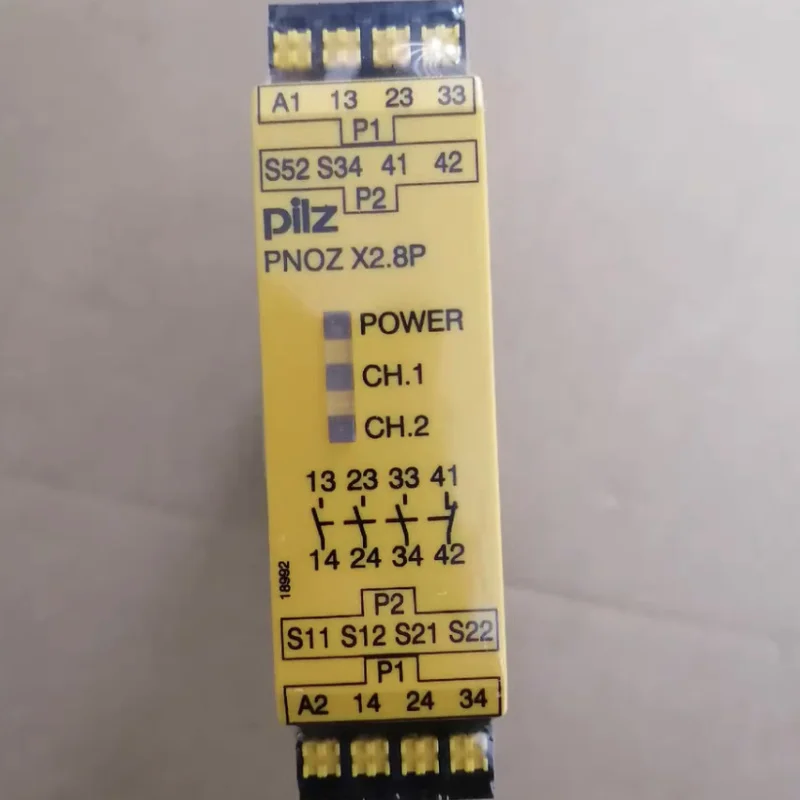 A1 13 23 33
P1
S52 S34 41 42
P2
pilz
PNOZ X2.8P
POWER
CH.1
CH.2
13 23 33 41
14 24 34 42
18992
P2
S11 S12 S21 S22
P1
A2 14 24 34